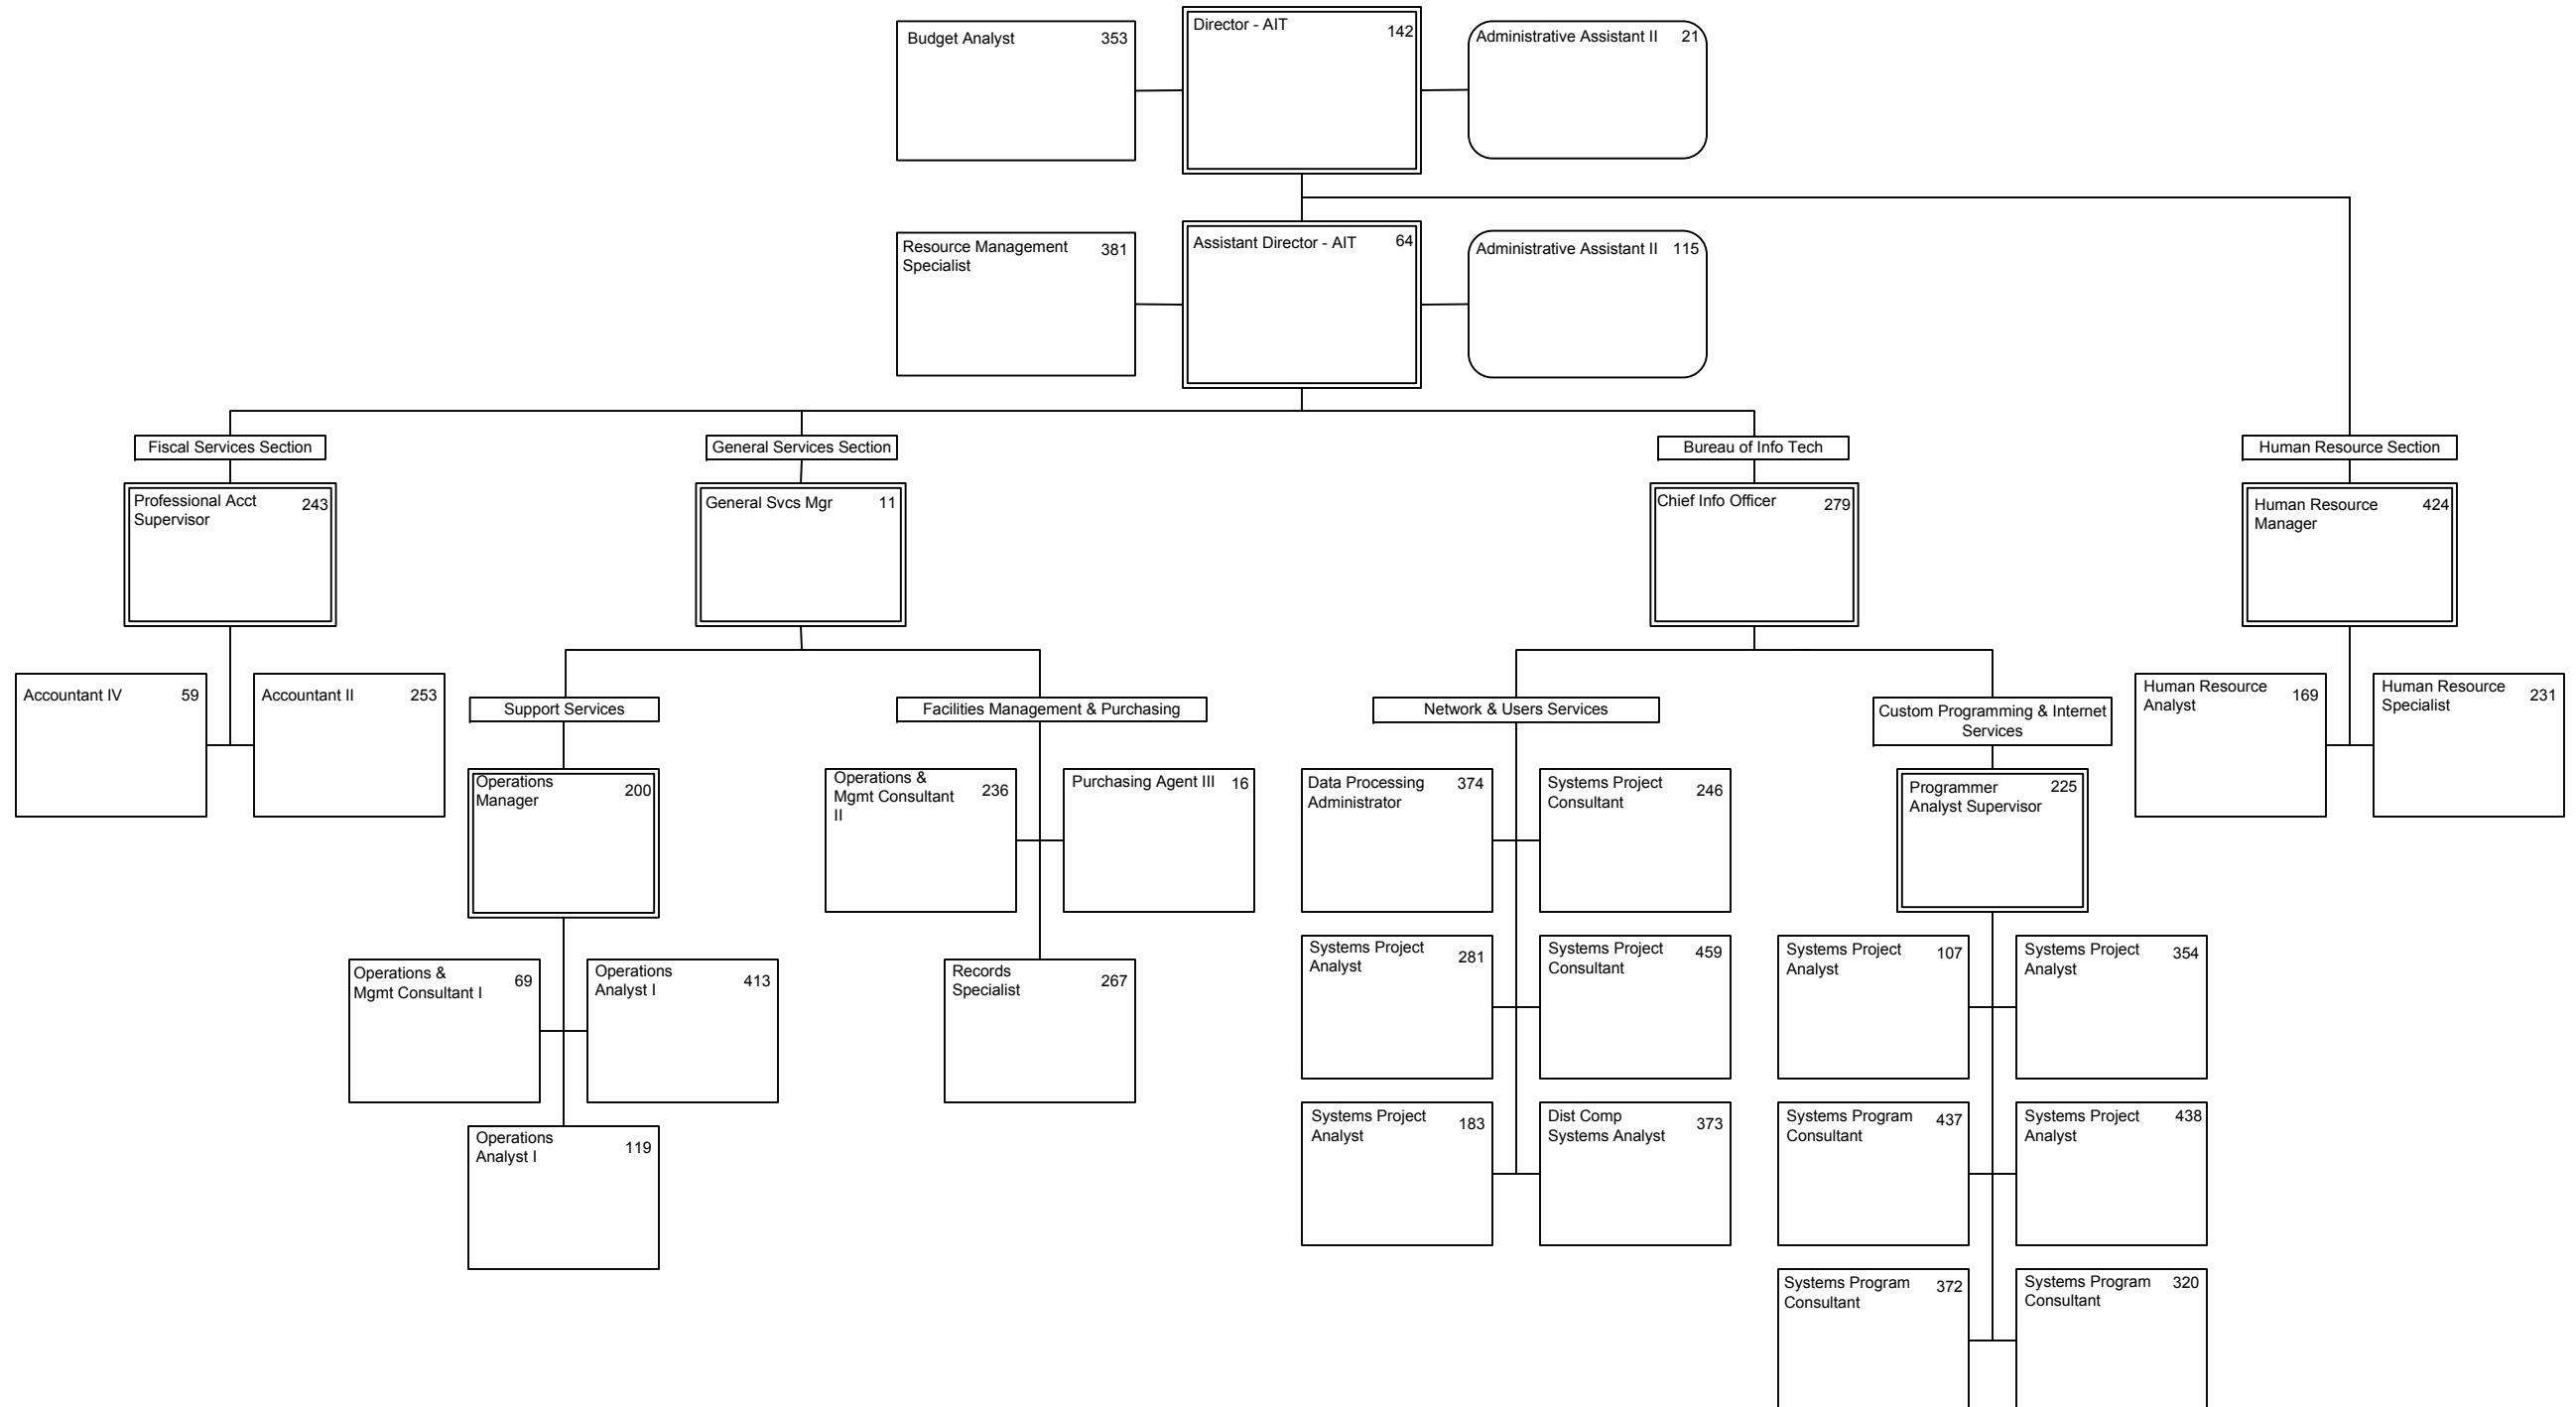 Budget Analyst 353
Director - AIT 142
Administrative Assistant II 21
Resource Management 381
Specialist
Assistant Director - AIT 64
Administrative Assistant II 115
Fiscal Services Section
General Services Section
Bureau of Info Tech
Human Resource Section
Professional Acct 243
Supervisor
General Svcs Mgr 11
Chief Info Officer 279
Human Resource 424
Manager
Accountant IV 59
Accountant II 253
Support Services
Facilities Management & Purchasing
Network & Users Services
Custom Programming & Internet
Services
Human Resource 169
Analyst
Human Resource 231
Specialist
Operations 200
Manager
Operations & 236
Mgmt Consultant
II
Purchasing Agent III 16
Data Processing 374
Administrator
Systems Project 246
Consultant
Programmer 225
Analyst Supervisor
Operations & 69
Mgmt Consultant I
Operations 413
Analyst I
Records 267
Specialist
Systems Project 281
Analyst
Systems Project 459
Consultant
Systems Project 107
Analyst
Systems Project 354
Analyst
Operations 119
Analyst I
Systems Project 183
Analyst
Dist Comp 373
Systems Analyst
Systems Program 437
Consultant
Systems Project 438
Analyst
Systems Program 372
Consultant
Systems Program 320
Consultant